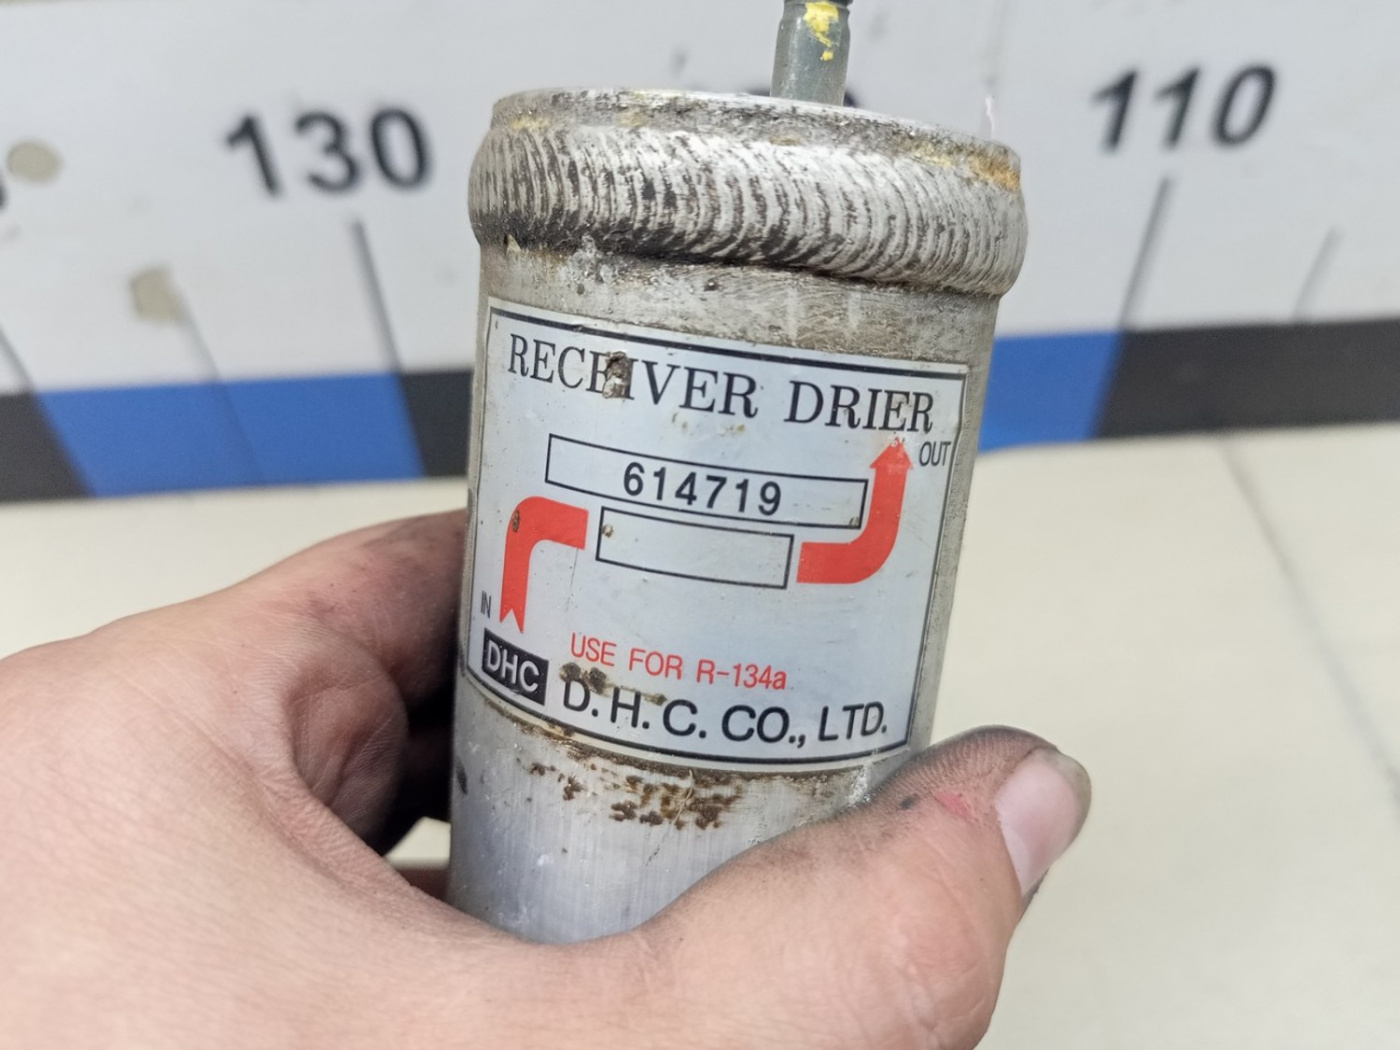 130
110
RECEIVER DRIER
OUT
614719
IN
USE FOR R-134a
DHC D.H.C. CO., LTD.